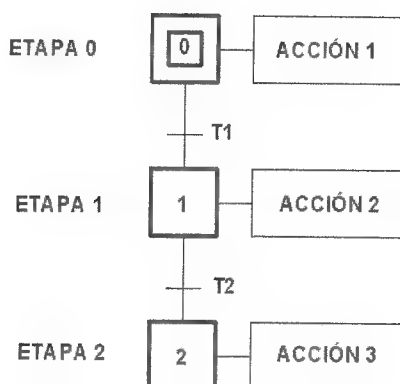 ETAPA 0 0 ACCIÓN 1
T1
ETAPA 1 1 ACCIÓN 2
T2
ETAPA 2 2 ACCIÓN 3